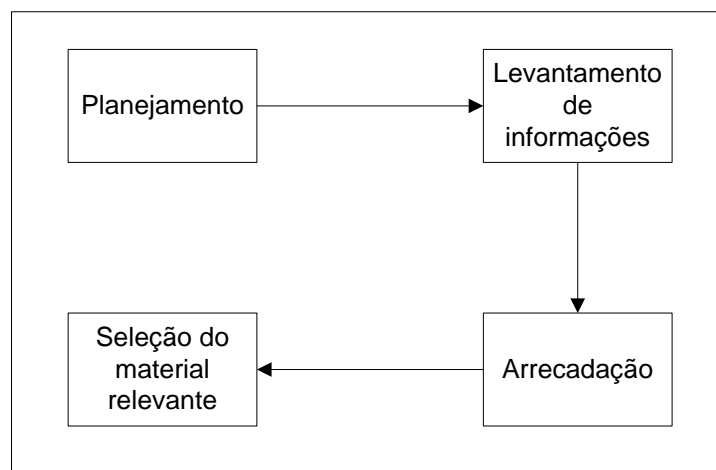 Planejamento
Levantamento
de
informações
Arrecadação
Seleção do
material
relevante